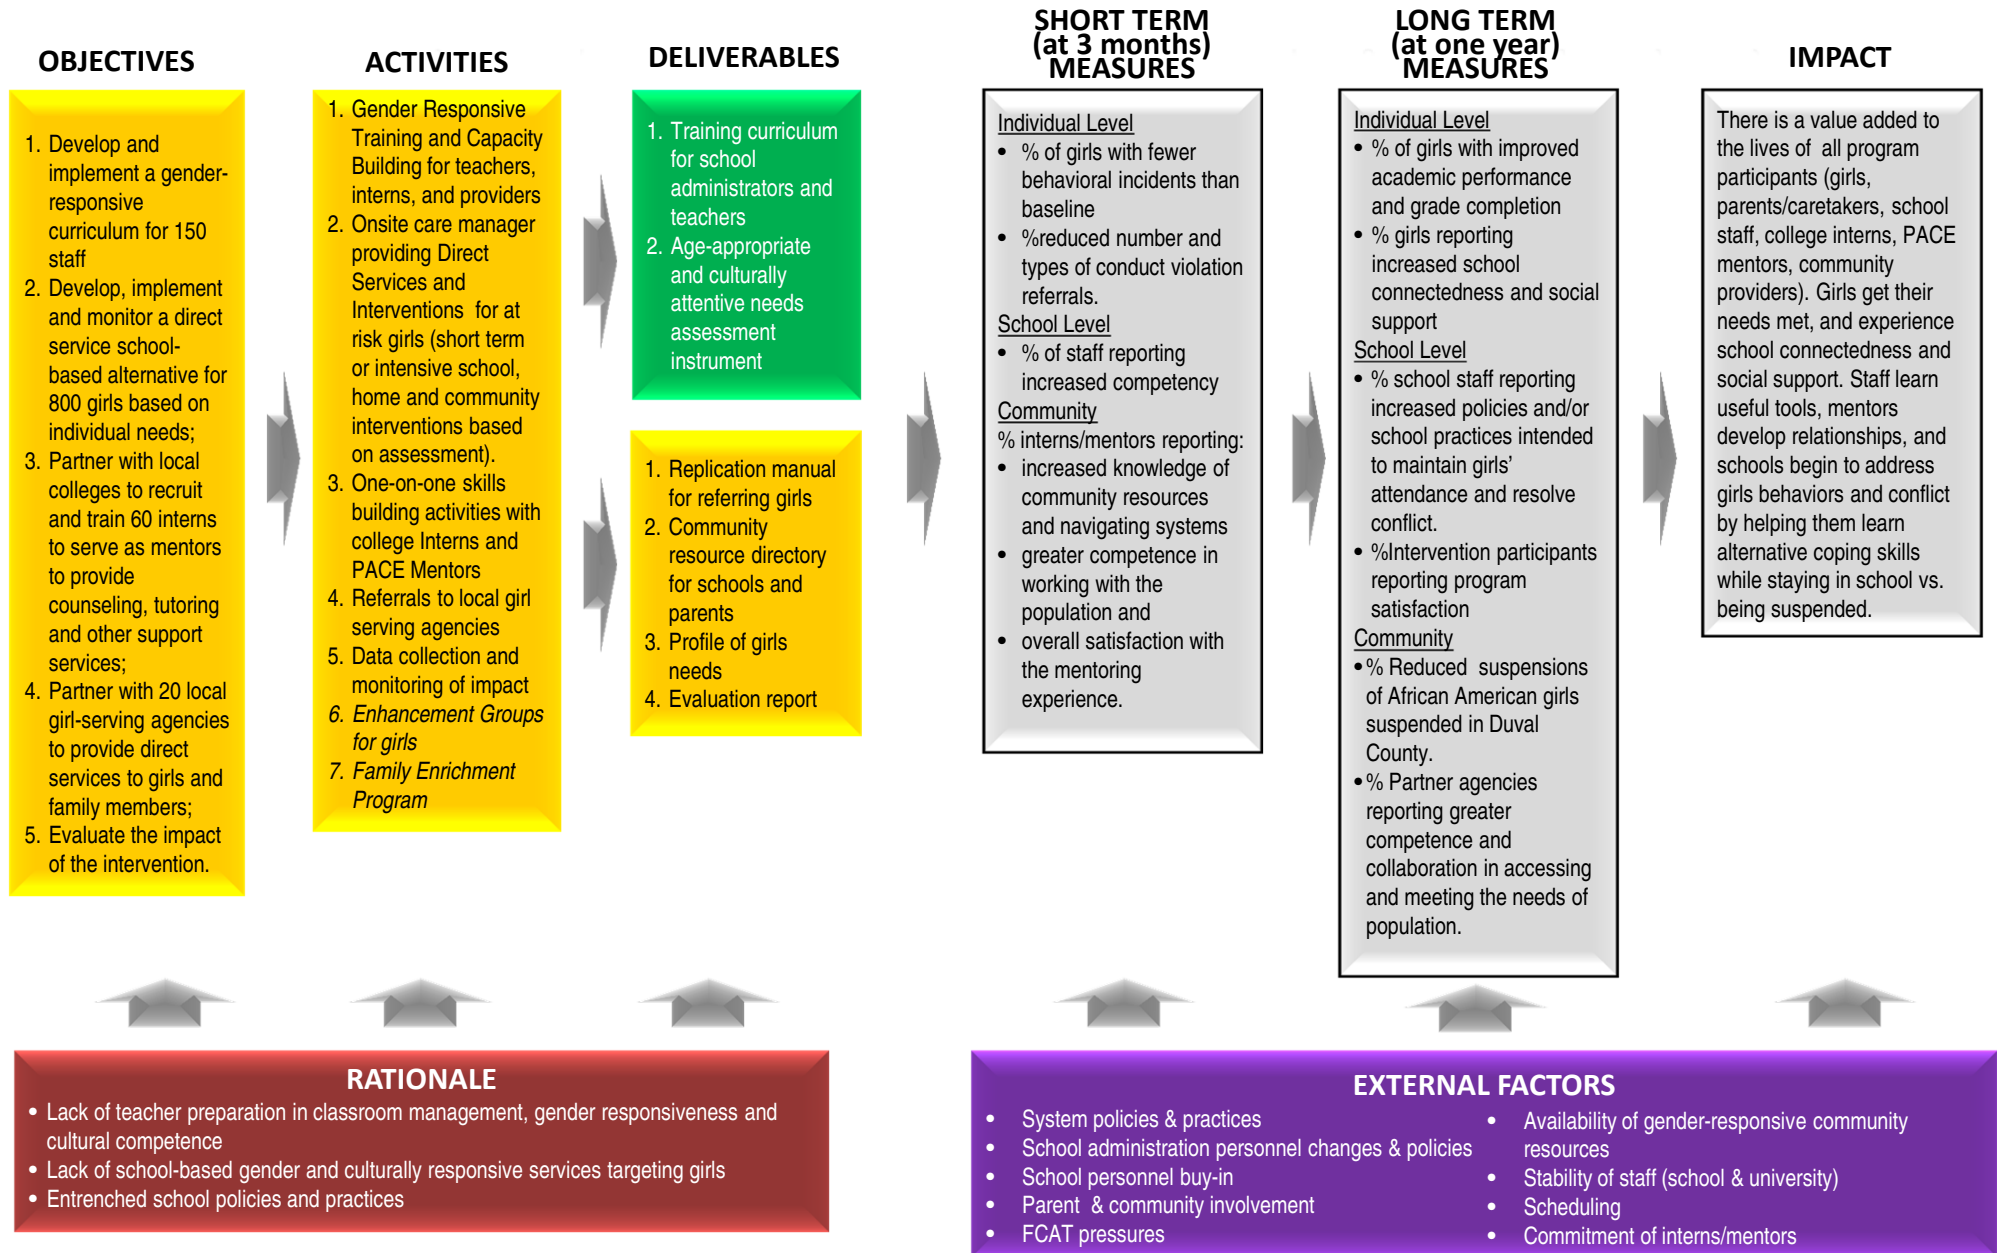 OBJECTIVES
1. Develop and
implement a gender-
responsive
curriculum for 150
staff
2. Develop, implement
and monitor a direct
service school-
based alternative for
800 girls based on
individual needs;
3. Partner with local
colleges to recruit
and train 60 interns
to serve as mentors
to provide
counseling, tutoring
and other support
services;
4. Partner with 20 local
girl-serving agencies
to provide direct
services to girls and
family members;
5. Evaluate the impact
of the intervention.
ACTIVITIES
1. Gender Responsive
Training and Capacity
Building for teachers,
interns, and providers
2. Onsite care manager
providing Direct
Services and
Interventions for at
risk girls (short term
or intensive school,
home and community
interventions based
on assessment).
3. One-on-one skills
building activities with
college Interns and
PACE Mentors
4. Referrals to local girl
serving agencies
5. Data collection and
monitoring of impact
6. Enhancement Groups
for girls
7. Family Enrichment
Program
DELIVERABLES
1. Training curriculum
for school
administrators and
teachers
2. Age-appropriate
and culturally
attentive needs
assessment
instrument
1. Replication manual
for referring girls
2. Community
resource directory
for schools and
parents
3. Profile of girls
needs
4. Evaluation report
SHORT TERM
(at 3 months)
MEASURES
Individual Level
• % of girls with fewer
behavioral incidents than
baseline
• %reduced number and
types of conduct violation
referrals.
School Level
• % of staff reporting
increased competency
Community
% interns/mentors reporting:
• increased knowledge of
community resources
and navigating systems
• greater competence in
working with the
population and
• overall satisfaction with
the mentoring
experience.
LONG TERM
(at one year)
MEASURES
Individual Level
• % of girls with improved
academic performance
and grade completion
• % girls reporting
increased school
connectedness and social
support
School Level
• % school staff reporting
increased policies and/or
school practices intended
to maintain girls'
attendance and resolve
conflict.
• %Intervention participants
reporting program
satisfaction
Community
• % Reduced suspensions
of African American girls
suspended in Duval
County.
• % Partner agencies
reporting greater
competence and
collaboration in accessing
and meeting the needs of
population.
IMPACT
There is a value added to
the lives of all program
participants (girls,
parents/caretakers, school
staff, college interns, PACE
mentors, community
providers). Girls get their
needs met, and experience
school connectedness and
social support. Staff learn
useful tools, mentors
develop relationships, and
schools begin to address
girls behaviors and conflict
by helping them learn
alternative coping skills
while staying in school vs.
being suspended.
RATIONALE
• Lack of teacher preparation in classroom management, gender responsiveness and
cultural competence
• Lack of school-based gender and culturally responsive services targeting girls
• Entrenched school policies and practices
EXTERNAL FACTORS
• System policies & practices
• School administration personnel changes & policies
• School personnel buy-in
• Parent & community involvement
• FCAT pressures
• Availability of gender-responsive community
resources
• Stability of staff (school & university)
• Scheduling
• Commitment of interns/mentors